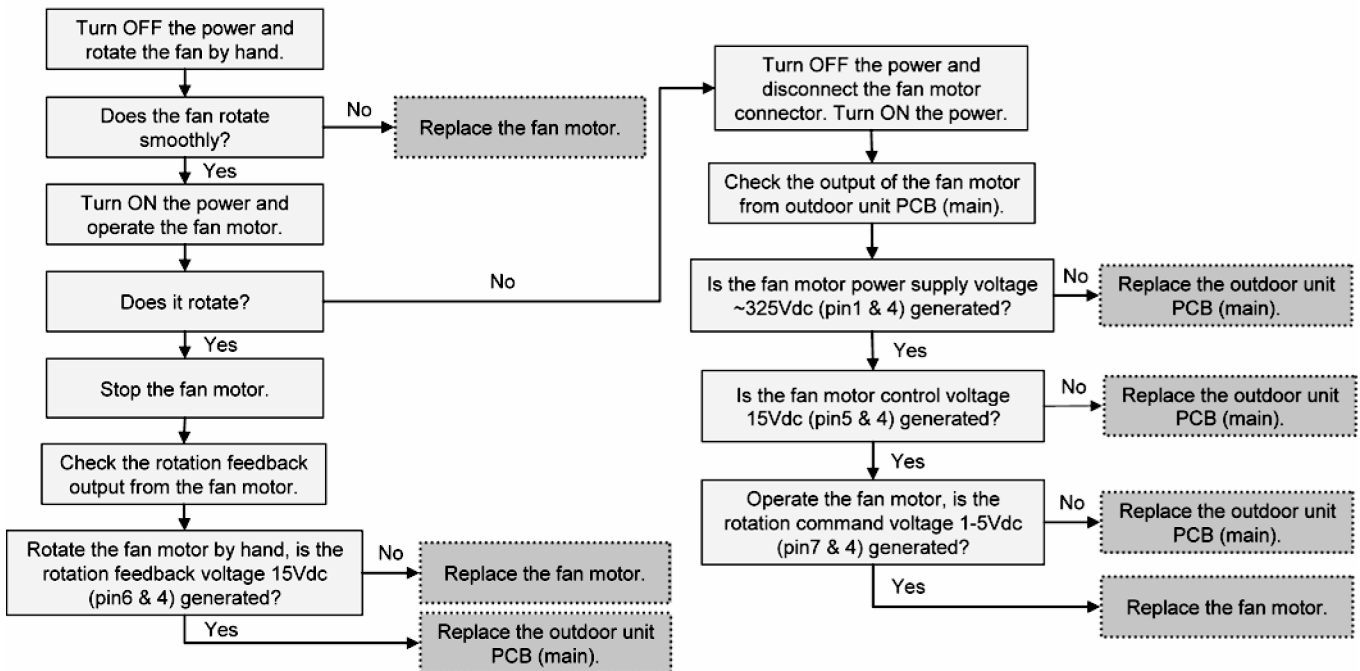 Turn OFF the power and
rotate the fan by hand.
Does the fan rotate
smoothly?
No
Replace the fan motor.
Yes
Turn ON the power and
operate the fan motor.
Does it rotate?
No
Yes
Stop the fan motor.
Check the rotation feedback
output from the fan motor.
Rotate the fan motor by hand, is the
rotation feedback voltage 15Vdc
(pin6 & 4) generated?
No
Replace the fan motor.
Yes
Replace the outdoor unit
PCB (main).
Turn OFF the power and
disconnect the fan motor
connector. Turn ON the power.
Check the output of the fan motor
from outdoor unit PCB (main).
Is the fan motor power supply voltage
~325Vdc (pin1 & 4) generated?
No
Replace the outdoor unit
PCB (main).
Yes
Is the fan motor control voltage
15Vdc (pin5 & 4) generated?
No
Replace the outdoor unit
PCB (main).
Yes
Operate the fan motor, is the
rotation command voltage 1-5Vdc
(pin7 & 4) generated?
No
Replace the outdoor unit
PCB (main).
Yes
Replace the fan motor.